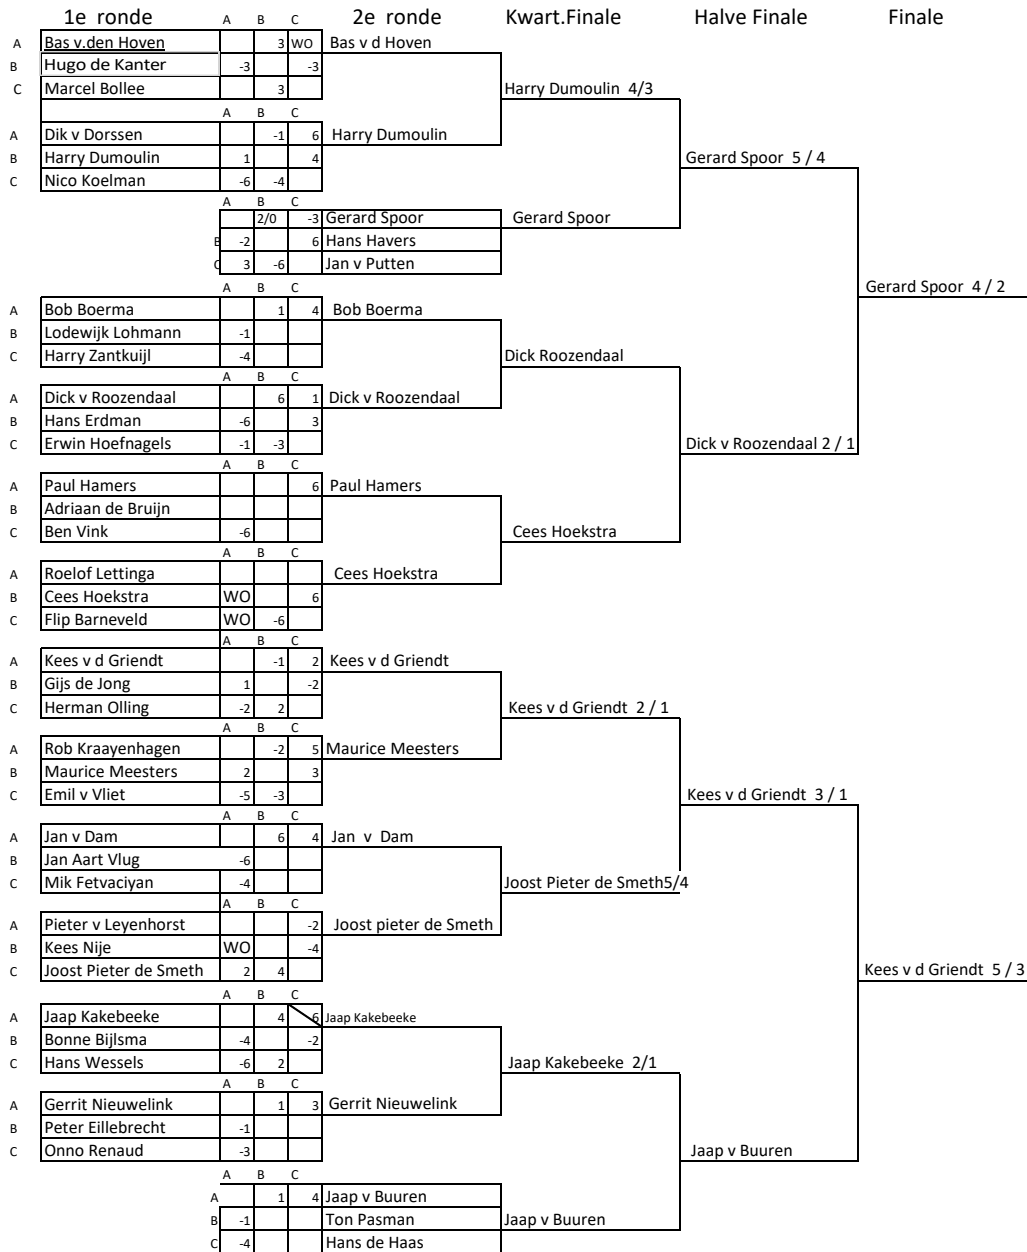 1e ronde A B C 2e ronde Kwart.Finale Halve Finale Finale
A Bas v.den Hoven 3 WO Bas v d Hoven
B Hugo de Kanter -3 -3
C Marcel Bollee 3 Harry Dumoulin 4/3
A B C
A Dik v Dorssen -1 6 Harry Dumoulin
B Harry Dumoulin 1 4 Gerard Spoor 5 / 4
C Nico Koelman -6 -4
A B C
2/0 -3 Gerard Spoor Gerard Spoor
B -2 6 Hans Havers
C 3 -6 Jan v Putten
Gerard Spoor 4 / 2
A B C
A Bob Boerma 1 4 Bob Boerma
B Lodewijk Lohmann -1
C Harry Zantkuijl -4 Dick Roozendaal
A B C
A Dick v Roozendaal 6 1 Dick v Roozendaal
B Hans Erdman -6 3
C Erwin Hoefnagels -1 -3 Dick v Roozendaal 2 / 1
A B C
A Paul Hamers 6 Paul Hamers
B Adriaan de Bruijn
C Ben Vink -6 Cees Hoekstra
A B C
A Roelof Lettinga Cees Hoekstra
B Cees Hoekstra WO 6
C Flip Barneveld WO -6
A B C
A Kees v d Griendt -1 2 Kees v d Griendt
B Gijs de Jong 1 -2
C Herman Olling -2 2 Kees v d Griendt 2 / 1
A B C
A Rob Kraayenhagen -2 5 Maurice Meesters
B Maurice Meesters 2 3
C Emil v Vliet -5 -3 Kees v d Griendt 3 / 1
A B C
A Jan v Dam 6 4 Jan v Dam
B Jan Aart Vlug -6
C Mik Fetvaciyan -4 Joost Pieter de Smeth5/4
A B C
A Pieter v Leyenhorst -2 Joost pieter de Smeth
B Kees Nije WO -4
C Joost Pieter de Smeth 2 4 Kees v d Griendt 5 / 3
A B C
A Jaap Kakebeeke 4 6 Jaap Kakebeeke
B Bonne Bijlsma -4 -2
C Hans Wessels -6 2 Jaap Kakebeeke 2/1
A B C
A Gerrit Nieuwelink 1 3 Gerrit Nieuwelink
B Peter Eillebrecht -1
C Onno Renaud -3 Jaap v Buuren
A B C
A 1 4 Jaap v Buuren
B -1 Ton Pasman Jaap v Buuren
C -4 Hans de Haas